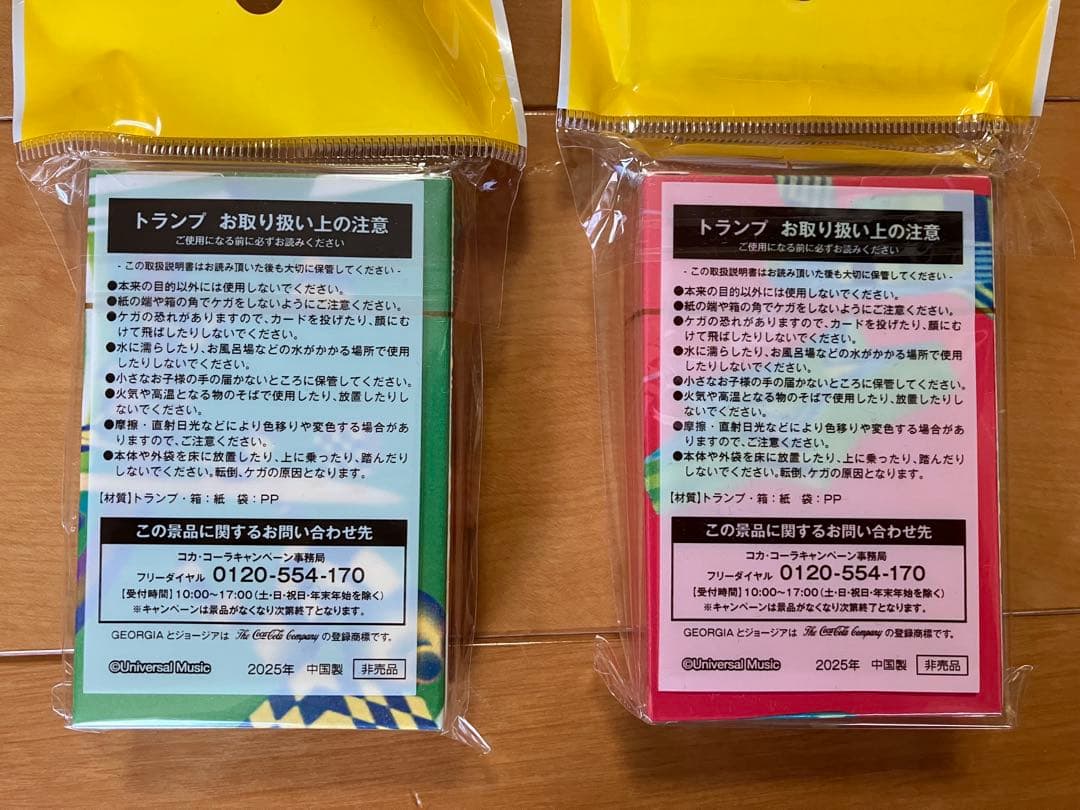 トランプ お取り扱い上の注意
ご使用になる前に必ずお読みください
- この取扱説明書はお読み頂いた後も大切に保管してください -
●本来の目的以外には使用しないでください。
●紙の端や箱の角でケガをしないようにご注意ください。
●ケガの恐れがありますので、カードを投げたり、顔にむ
けて飛ばしたりしないでください。
●水に濡らしたり、お風呂場などの水がかかる場所で使用
したりしないでください。
●小さなお子様の手の届かないところに保管してください。
●火気や高温となる物のそばで使用したり、放置したりし
ないでください。
●摩擦・直射日光などにより色移りや変色する場合があ
りますので、ご注意ください。
●本体や外袋を床に放置したり、上に乗ったり、踏んだり
しないでください。転倒、ケガの原因となります。
【材質】トランプ・箱：紙 袋：PP
この景品に関するお問い合わせ先
コカ・コーラキャンペーン事務局
フリーダイヤル 0120-554-170
【受付時間】10:00〜17:00（土・日・祝日・年末年始を除く）
※キャンペーンは景品がなくなり次第終了となります。
GEORGIAとジョージアは The Coca-Cola Company の登録商標です。
©Universal Music 2025年 中国製 非売品
トランプ お取り扱い上の注意
ご使用になる前に必ずお読みください
- この取扱説明書はお読み頂いた後も大切に保管してください -
●本来の目的以外には使用しないでください。
●紙の端や箱の角でケガをしないようにご注意ください。
●ケガの恐れがありますので、カードを投げたり、顔にむ
けて飛ばしたりしないでください。
●水に濡らしたり、お風呂場などの水がかかる場所で使用
したりしないでください。
●小さなお子様の手の届かないところに保管してください。
●火気や高温となる物のそばで使用したり、放置したりし
ないでください。
●摩擦・直射日光などにより色移りや変色する場合があ
りますので、ご注意ください。
●本体や外袋を床に放置したり、上に乗ったり、踏んだり
しないでください。転倒、ケガの原因となります。
【材質】トランプ・箱：紙 袋：PP
この景品に関するお問い合わせ先
コカ・コーラキャンペーン事務局
フリーダイヤル 0120-554-170
【受付時間】10:00〜17:00（土・日・祝日・年末年始を除く）
※キャンペーンは景品がなくなり次第終了となります。
GEORGIAとジョージアは The Coca-Cola Company の登録商標です。
©Universal Music 2025年 中国製 非売品